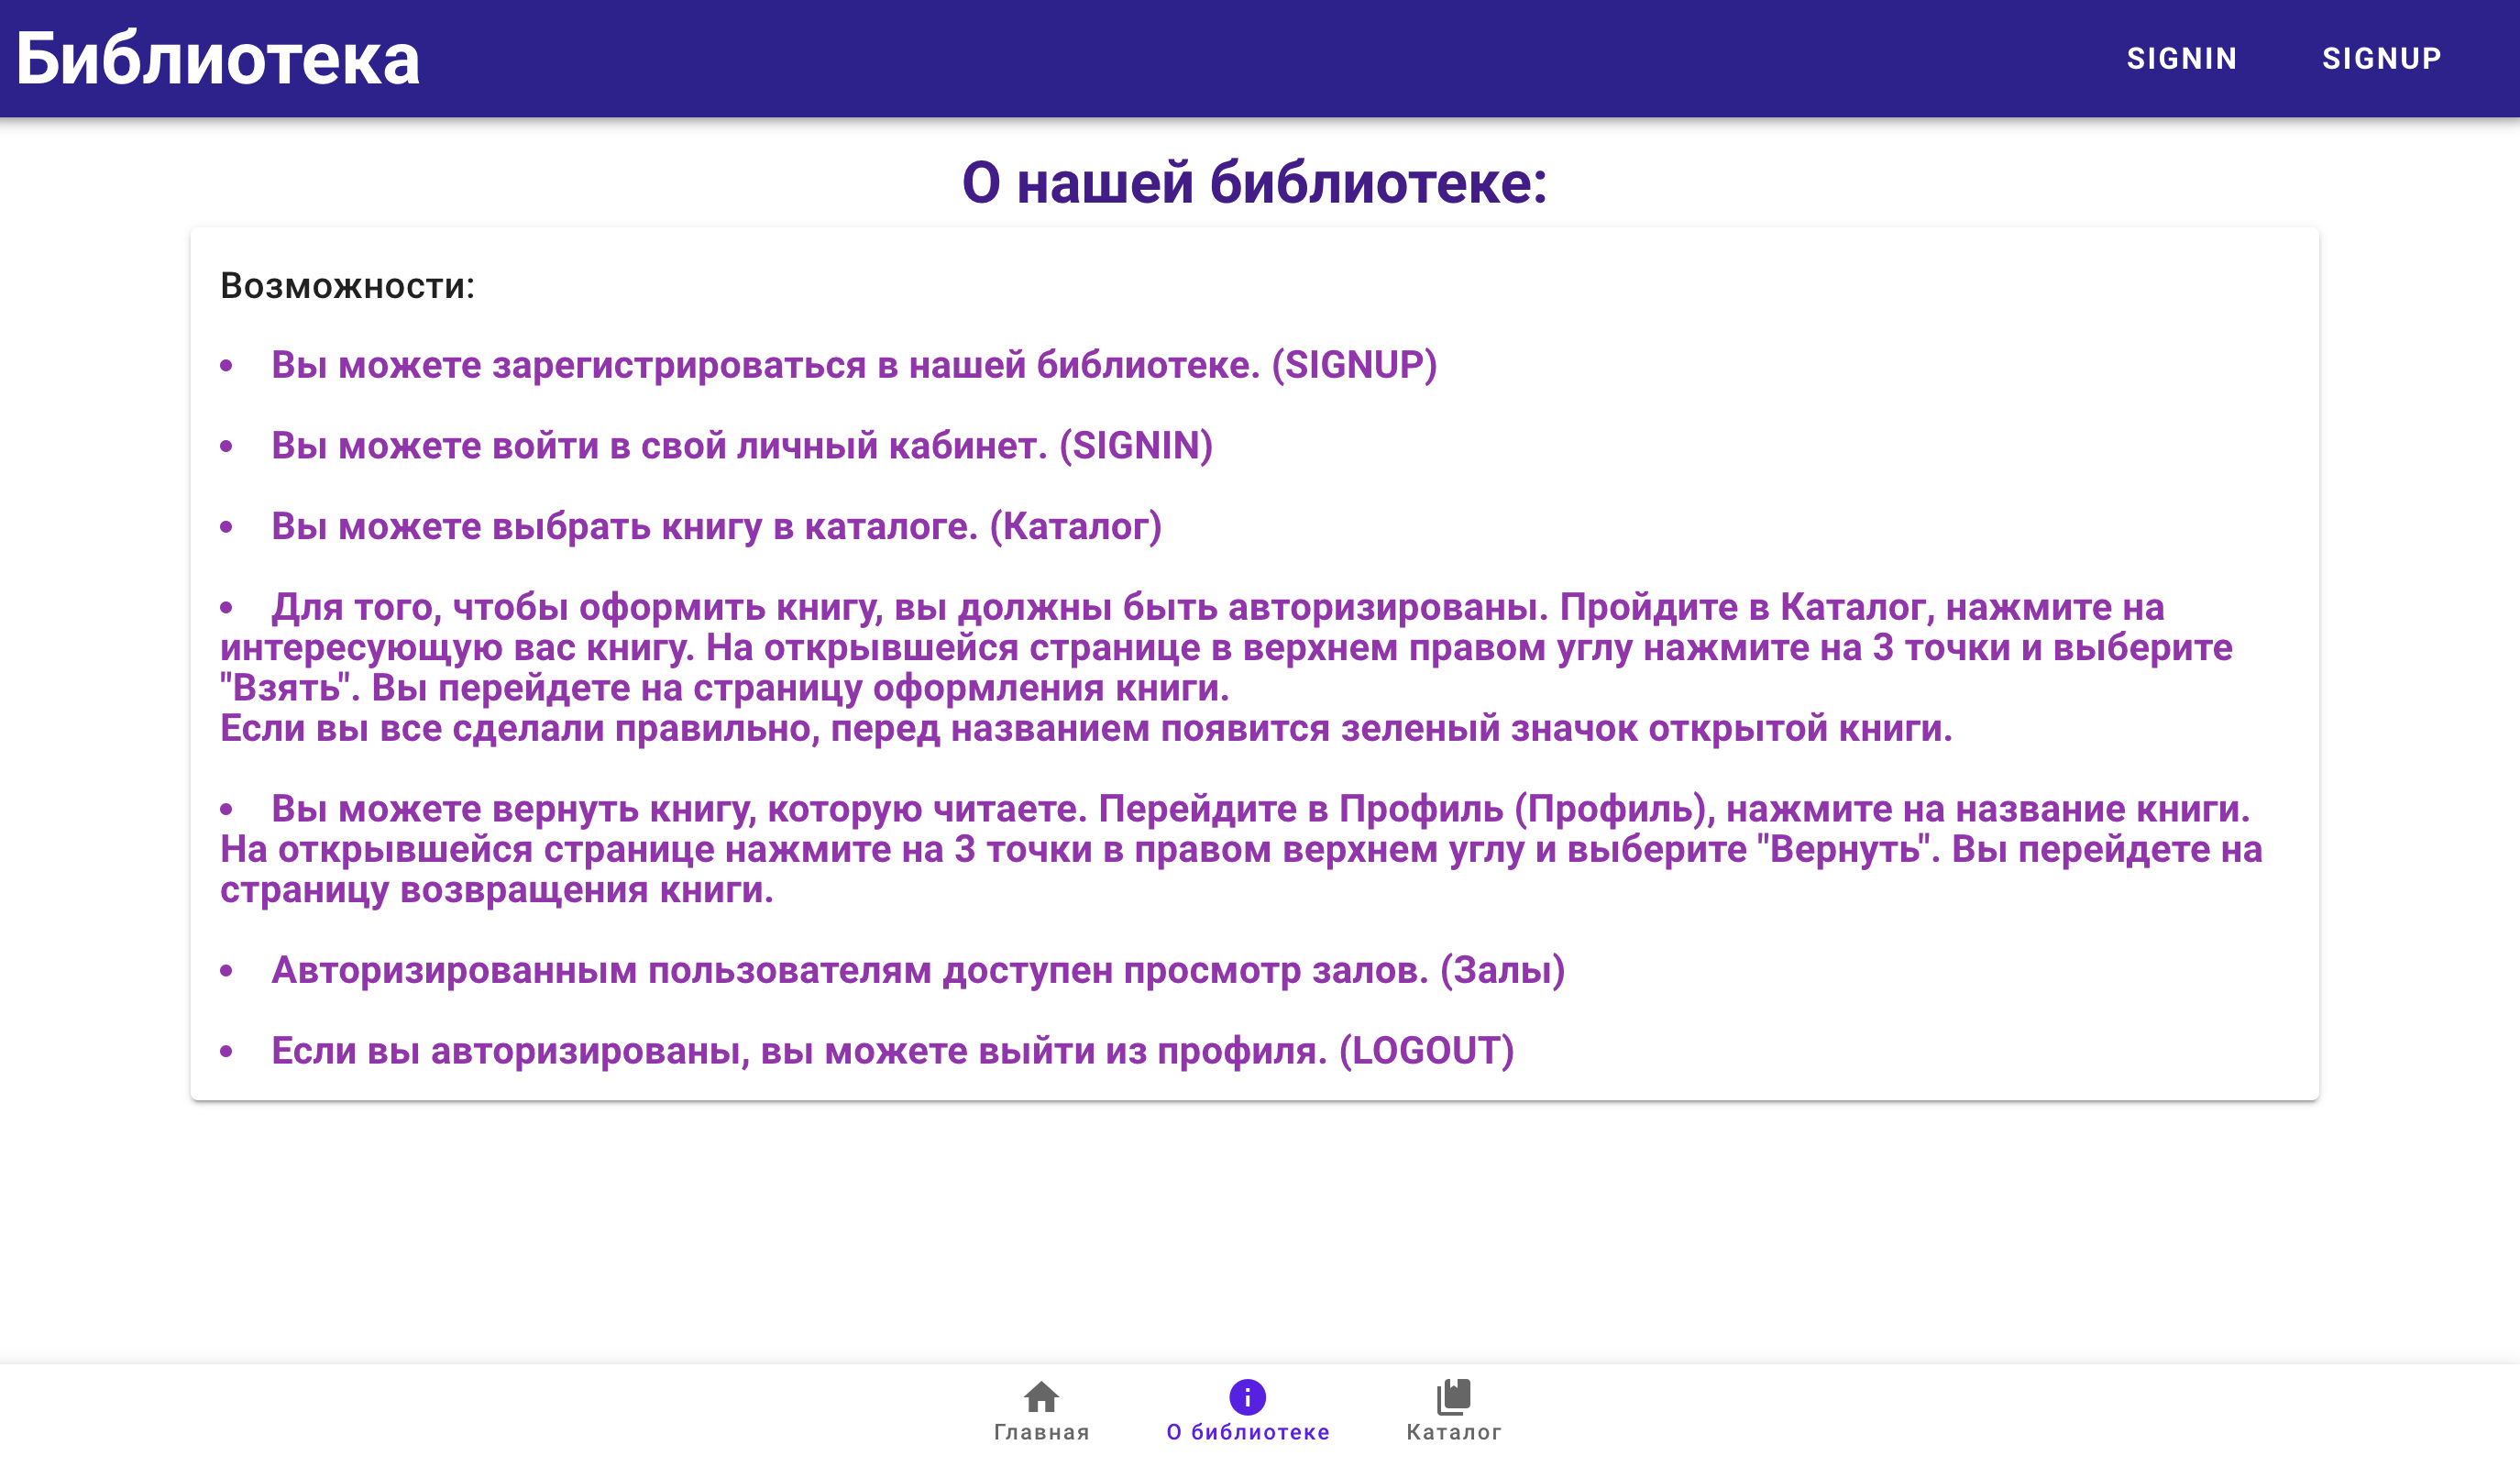 Библиотека
SIGNIN SIGNUP
О нашей библиотеке:
Возможности:
• Вы можете зарегистрироваться в нашей библиотеке. (SIGNUP)
• Вы можете войти в свой личный кабинет. (SIGNIN)
• Вы можете выбрать книгу в каталоге. (Каталог)
• Для того, чтобы оформить книгу, вы должны быть авторизированы. Пройдите в Каталог, нажмите на
интересующую вас книгу. На открывшейся странице в верхнем правом углу нажмите на 3 точки и выберите
"Взять". Вы перейдете на страницу оформления книги.
Если вы все сделали правильно, перед названием появится зеленый значок открытой книги.
• Вы можете вернуть книгу, которую читаете. Перейдите в Профиль (Профиль), нажмите на название книги.
На открывшейся странице нажмите на 3 точки в правом верхнем углу и выберите "Вернуть". Вы перейдете на
страницу возвращения книги.
• Авторизированным пользователям доступен просмотр залов. (Залы)
• Если вы авторизированы, вы можете выйти из профиля. (LOGOUT)
Главная О библиотеке Каталог